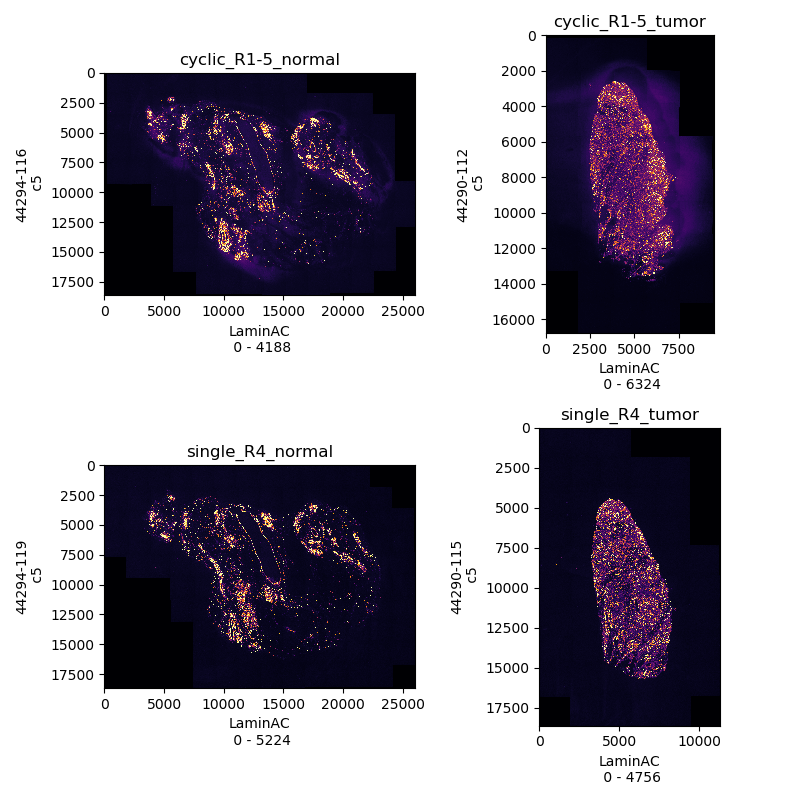 cyclic_R1-5_normal
44294-116
c5
0
2500
5000
7500
10000
12500
15000
17500
0 5000 10000 15000 20000 25000
LaminAC
0 - 4188
cyclic_R1-5_tumor
44290-112
c5
0
2000
4000
6000
8000
10000
12000
14000
16000
0 2500 5000 7500
LaminAC
0 - 6324
single_R4_normal
44294-119
c5
0
2500
5000
7500
10000
12500
15000
17500
0 5000 10000 15000 20000 25000
LaminAC
0 - 5224
single_R4_tumor
44290-115
c5
0
2500
5000
7500
10000
12500
15000
17500
0 5000 10000
LaminAC
0 - 4756